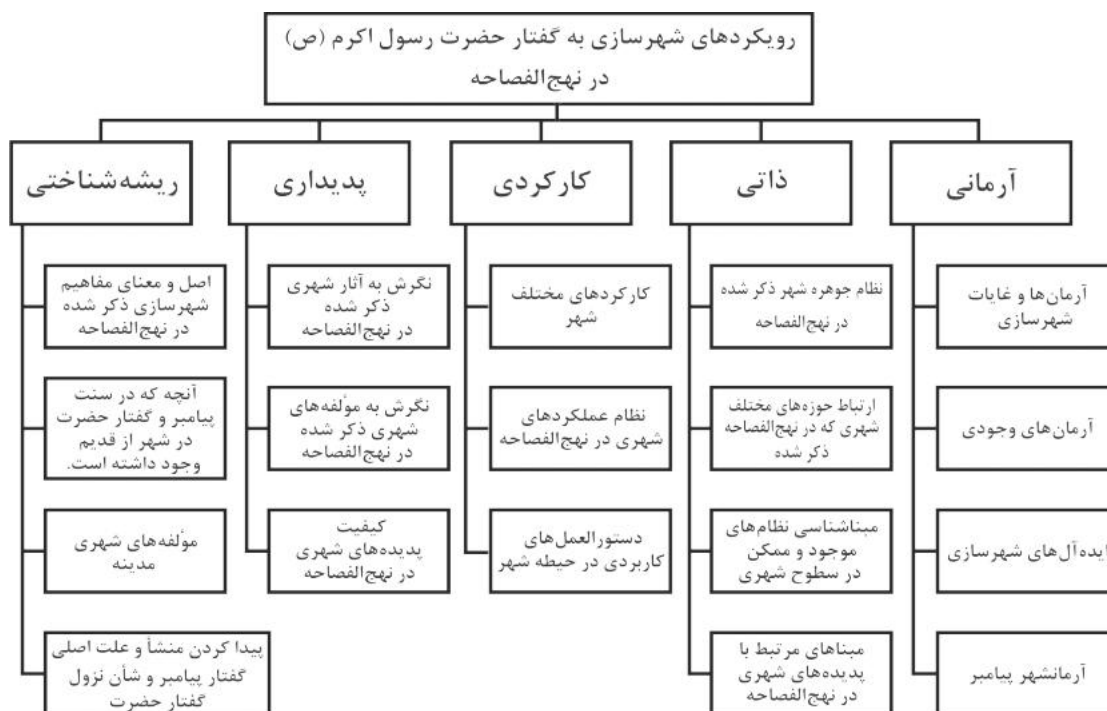 رویکردهای شهرسازی به گفتار حضرت رسول اکرم (ص)
در نهج‌الفصاحه
آرمانی
ذاتی
کارکردی
پدیداری
ریشه‌شناختی
آرمان‌ها و غایات
شهرسازی
آرمان‌های وجودی
ایده‌آل‌های شهرسازی
آرمانشهر پیامبر
نظام جوهره شهر ذکر شده
در نهج‌الفصاحه
ارتباط حوزه‌های مختلف
شهری که در نهج‌الفصاحه
ذکر شده
مبناشناسی نظام‌های
موجود و ممکن
در سطوح شهری
مبناهای مرتبط با
پدیده‌های شهری
در نهج‌الفصاحه
کارکردهای مختلف
شهر
نظام عملکردهای
شهری در نهج‌الفصاحه
دستورالعمل‌های
کاربردی در حیطه شهر
نگرش به آثار شهری
ذکر شده
در نهج‌الفصاحه
نگرش به مؤلفه‌های
شهری ذکر شده
در نهج‌الفصاحه
کیفیت
پدیده‌های شهری
در نهج‌الفصاحه
اصل و معنای مفاهیم
شهرسازی ذکر شده
در نهج‌الفصاحه
آنچه که در سنت
پیامبر و گفتار حضرت
در شهر از قدیم
وجود داشته است.
مؤلفه‌های شهری
مدینه
پیدا کردن منشأ و علت اصلی
گفتار پیامبر و شأن نزول
گفتار حضرت